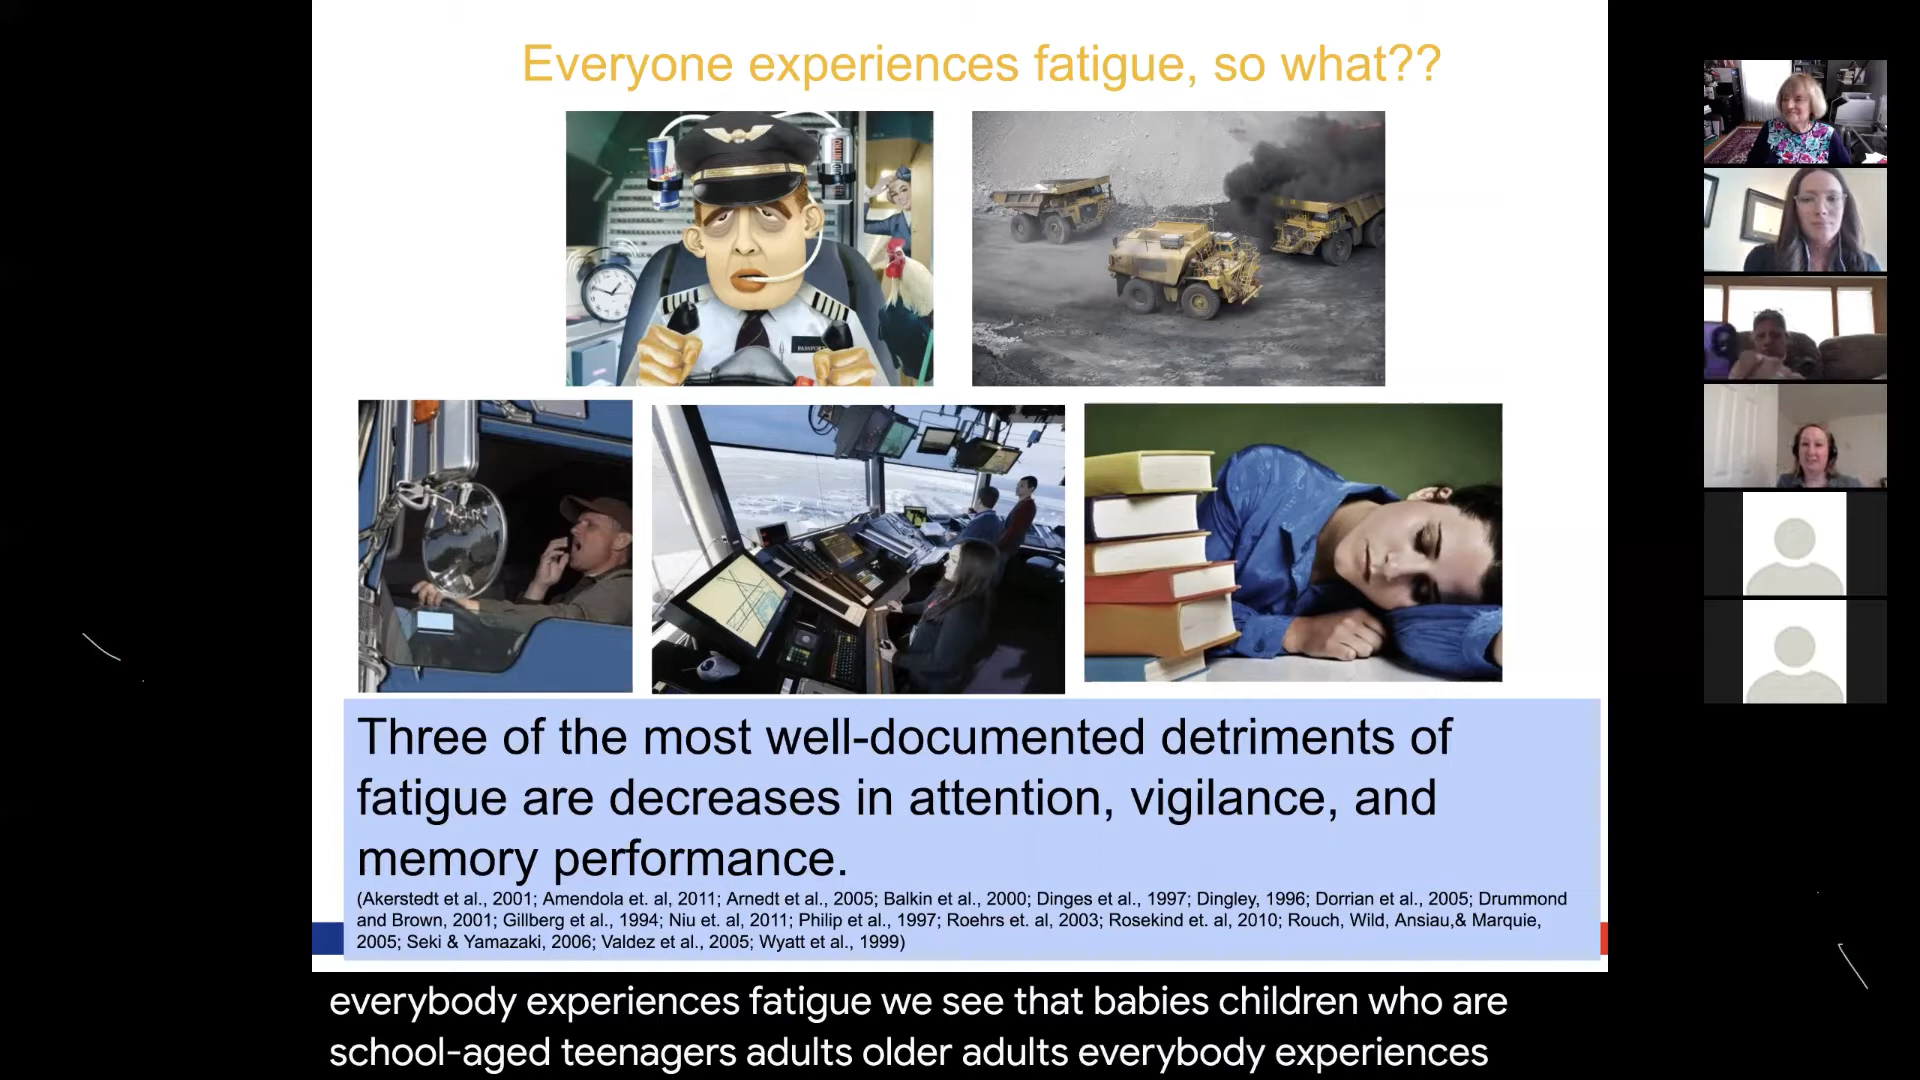 Everyone experiences fatigue, so what??
Three of the most well-documented detriments of
fatigue are decreases in attention, vigilance, and
memory performance.
(Akerstedt et al., 2001; Amendola et. al, 2011; Arnedt et al., 2005; Balkin et al., 2000; Dinges et al., 1997; Dingley, 1996; Dorrian et al., 2005; Drummond
and Brown, 2001; Gillberg et al., 1994; Niu et. al, 2011; Philip et al., 1997; Roehrs et. al, 2003; Rosekind et. al, 2010; Rouch, Wild, Ansiau,& Marquie,
2005; Seki & Yamazaki, 2006; Valdez et al., 2005; Wyatt et al., 1999)
everybody experiences fatigue we see that babies children who are
school-aged teenagers adults older adults everybody experiences